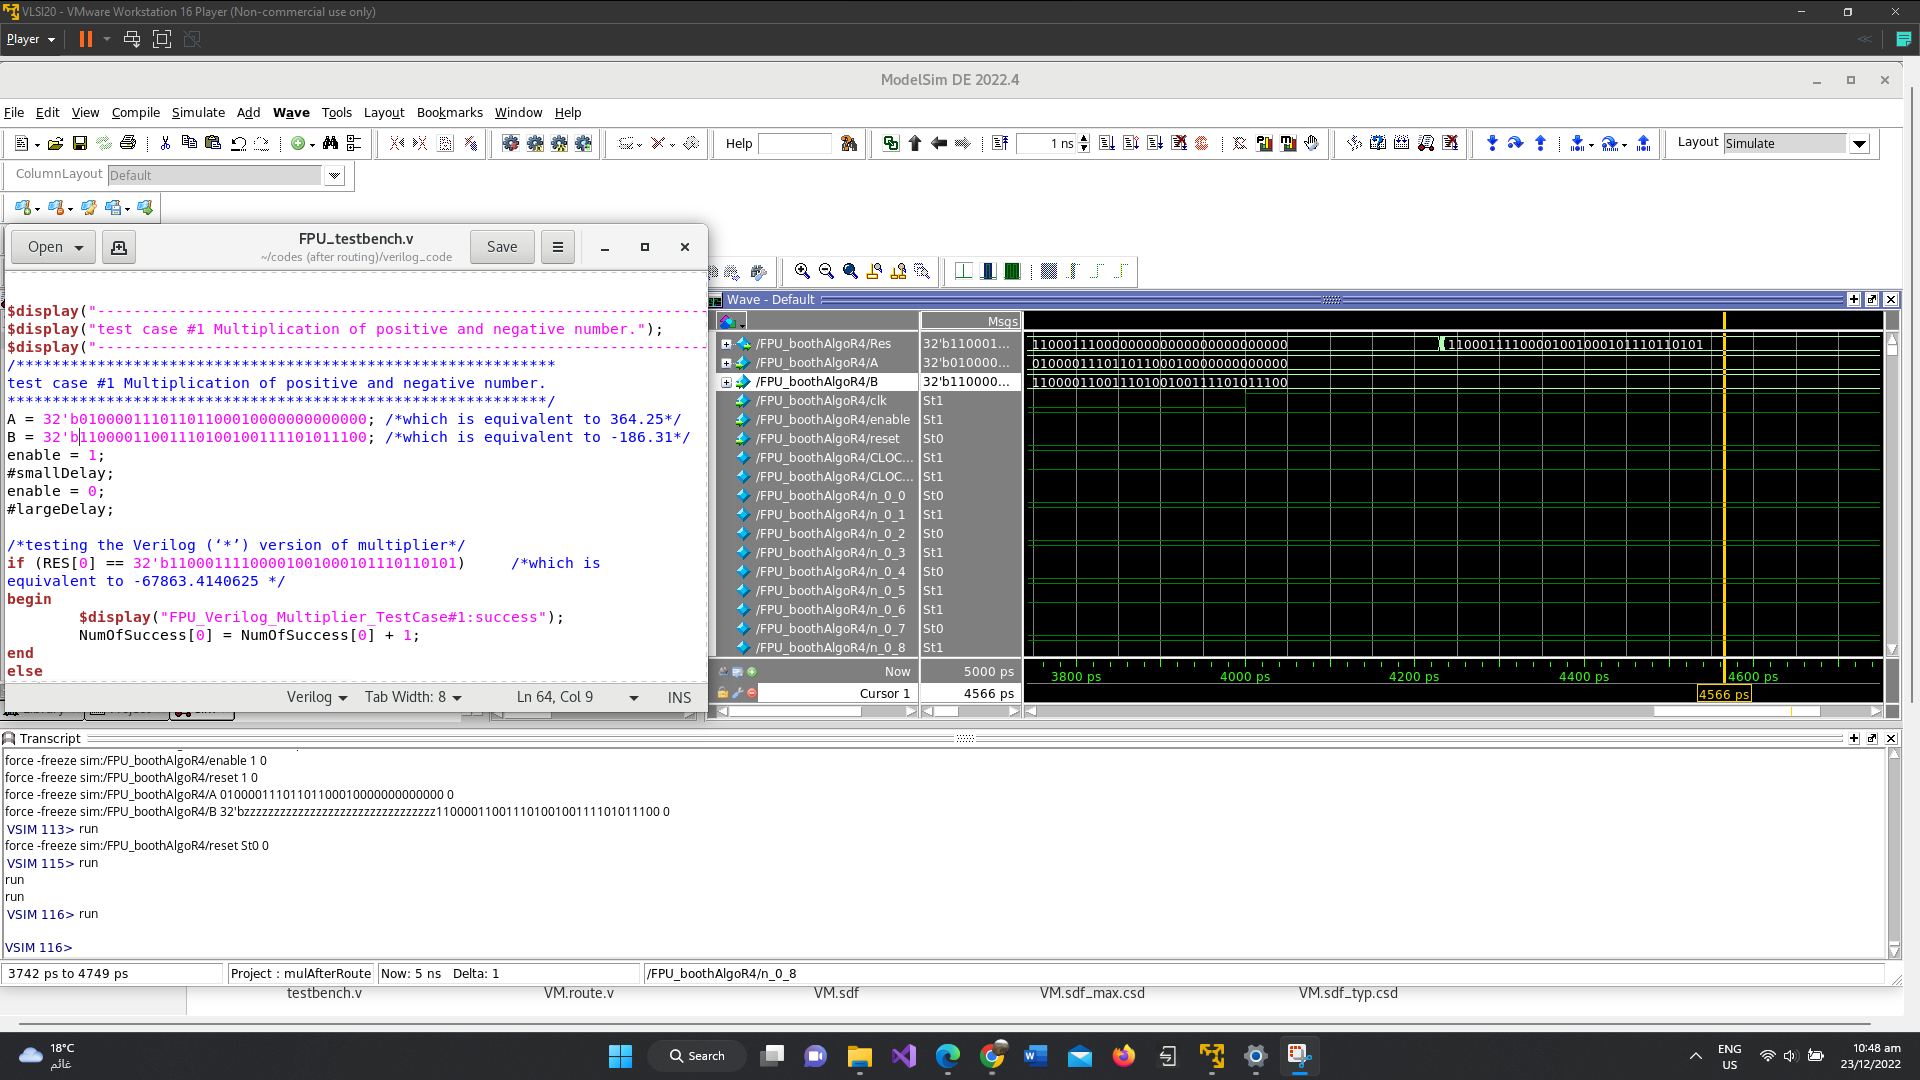 VLSI20 - VMware Workstation 16 Player (Non-commercial use only)
Player
ModelSim DE 2022.4
File Edit View Compile Simulate Add Wave Tools Layout Bookmarks Window Help
Help
1 ns
Layout Simulate
ColumnLayout Default
Open
FPU_testbench.v
~/codes (after routing)/verilog_code
Save
$display("--------------------------------------------------------------------
$display("test case #1 Multiplication of positive and negative number.");
$display("--------------------------------------------------------------------
/***********************************************************
test case #1 Multiplication of positive and negative number.
***********************************************************/
A = 32'b01000011101101100010000000000000; /*which is equivalent to 364.25*/
B = 32'b11000011001110100100111101011100; /*which is equivalent to -186.31*/
enable = 1;
#smallDelay;
enable = 0;
#largeDelay;
/*testing the Verilog (‘*’) version of multiplier*/
if (RES[0] == 32'b11000111100001001000101110110101) /*which is
equivalent to -67863.4140625 */
begin
$display("FPU_Verilog_Multiplier_TestCase#1:success");
NumOfSuccess[0] = NumOfSuccess[0] + 1;
end
else
Verilog Tab Width: 8 Ln 64, Col 9 INS
Wave - Default
Msgs
/FPU_boothAlgoR4/Res 32'b110001... 11000111000000000000000000000000 11000111100001001000101110110101
/FPU_boothAlgoR4/A 32'b010000... 01000011101101100010000000000000
/FPU_boothAlgoR4/B 32'b110000... 11000011001110100100111101011100
/FPU_boothAlgoR4/clk St1
/FPU_boothAlgoR4/enable St1
/FPU_boothAlgoR4/reset St0
/FPU_boothAlgoR4/CLOC... St1
/FPU_boothAlgoR4/CLOC... St1
/FPU_boothAlgoR4/n_0_0 St0
/FPU_boothAlgoR4/n_0_1 St1
/FPU_boothAlgoR4/n_0_2 St0
/FPU_boothAlgoR4/n_0_3 St1
/FPU_boothAlgoR4/n_0_4 St0
/FPU_boothAlgoR4/n_0_5 St1
/FPU_boothAlgoR4/n_0_6 St1
/FPU_boothAlgoR4/n_0_7 St0
/FPU_boothAlgoR4/n_0_8 St1
Now 5000 ps 3800 ps 4000 ps 4200 ps 4400 ps 4600 ps
Cursor 1 4566 ps 4566 ps
Transcript
force -freeze sim:/FPU_boothAlgoR4/enable 1 0
force -freeze sim:/FPU_boothAlgoR4/reset 1 0
force -freeze sim:/FPU_boothAlgoR4/A 01000011101101100010000000000000 0
force -freeze sim:/FPU_boothAlgoR4/B 32'bzzzzzzzzzzzzzzzzzzzzzzzzzzzzzzzz11000011001110100100111101011100 0
VSIM 113> run
force -freeze sim:/FPU_boothAlgoR4/reset St0 0
VSIM 115> run
run
run
VSIM 116> run
VSIM 116>
3742 ps to 4749 ps Project : mulAfterRoute Now: 5 ns Delta: 1 /FPU_boothAlgoR4/n_0_8
testbench.v VM.route.v VM.sdf VM.sdf_max.csd VM.sdf_typ.csd
18°C
غائم
Search
ENG
US
10:48 am
23/12/2022